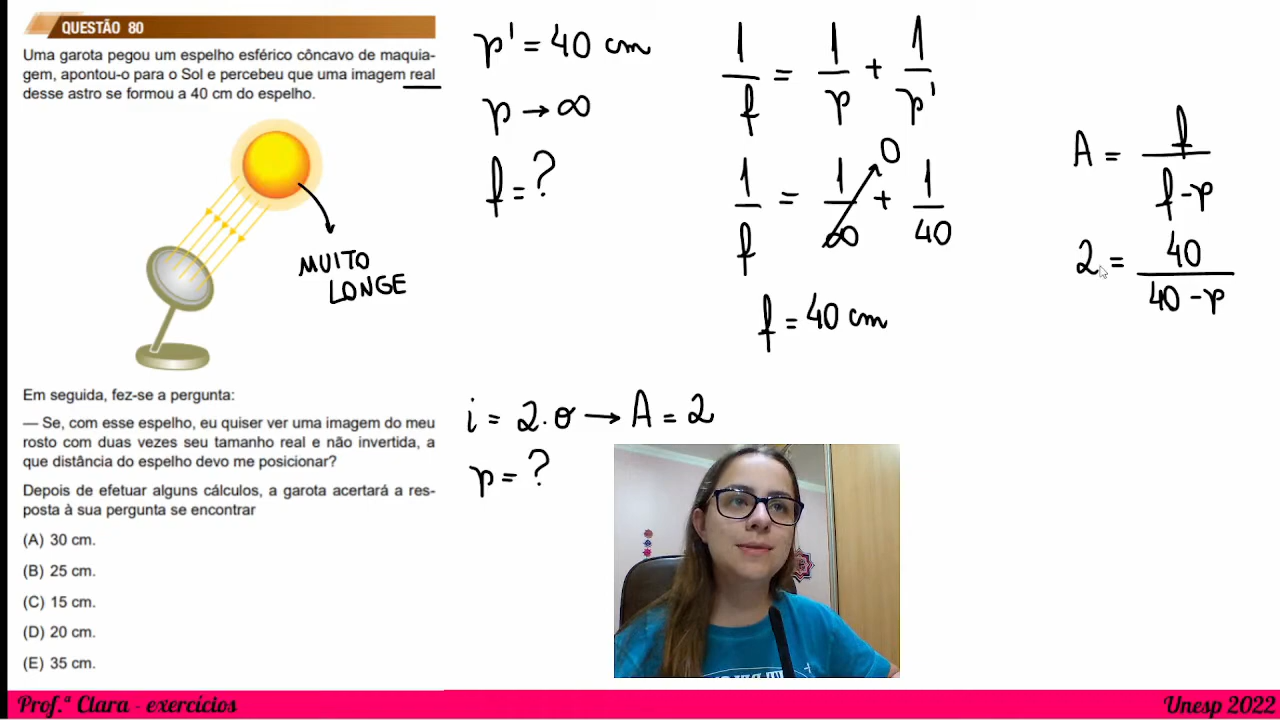 QUESTÃO 80
Uma garota pegou um espelho esférico côncavo de maquia-
gem, apontou-o para o Sol e percebeu que uma imagem real
desse astro se formou a 40 cm do espelho.
MUITO
LONGE
Em seguida, fez-se a pergunta:
— Se, com esse espelho, eu quiser ver uma imagem do meu
rosto com duas vezes seu tamanho real e não invertida, a
que distância do espelho devo me posicionar?
Depois de efetuar alguns cálculos, a garota acertará a res-
posta à sua pergunta se encontrar
(A) 30 cm.
(B) 25 cm.
(C) 15 cm.
(D) 20 cm.
(E) 35 cm.
p' = 40 cm
p → ∞
f = ?
1/f = 1/p + 1/p'
1/f = 1/∞ + 1/40
0
f = 40 cm
i = 2.o → A = 2
p = ?
A = f/f-p
2 = 40/40-p
Prof.ª Clara - exercícios
Unesp 2022